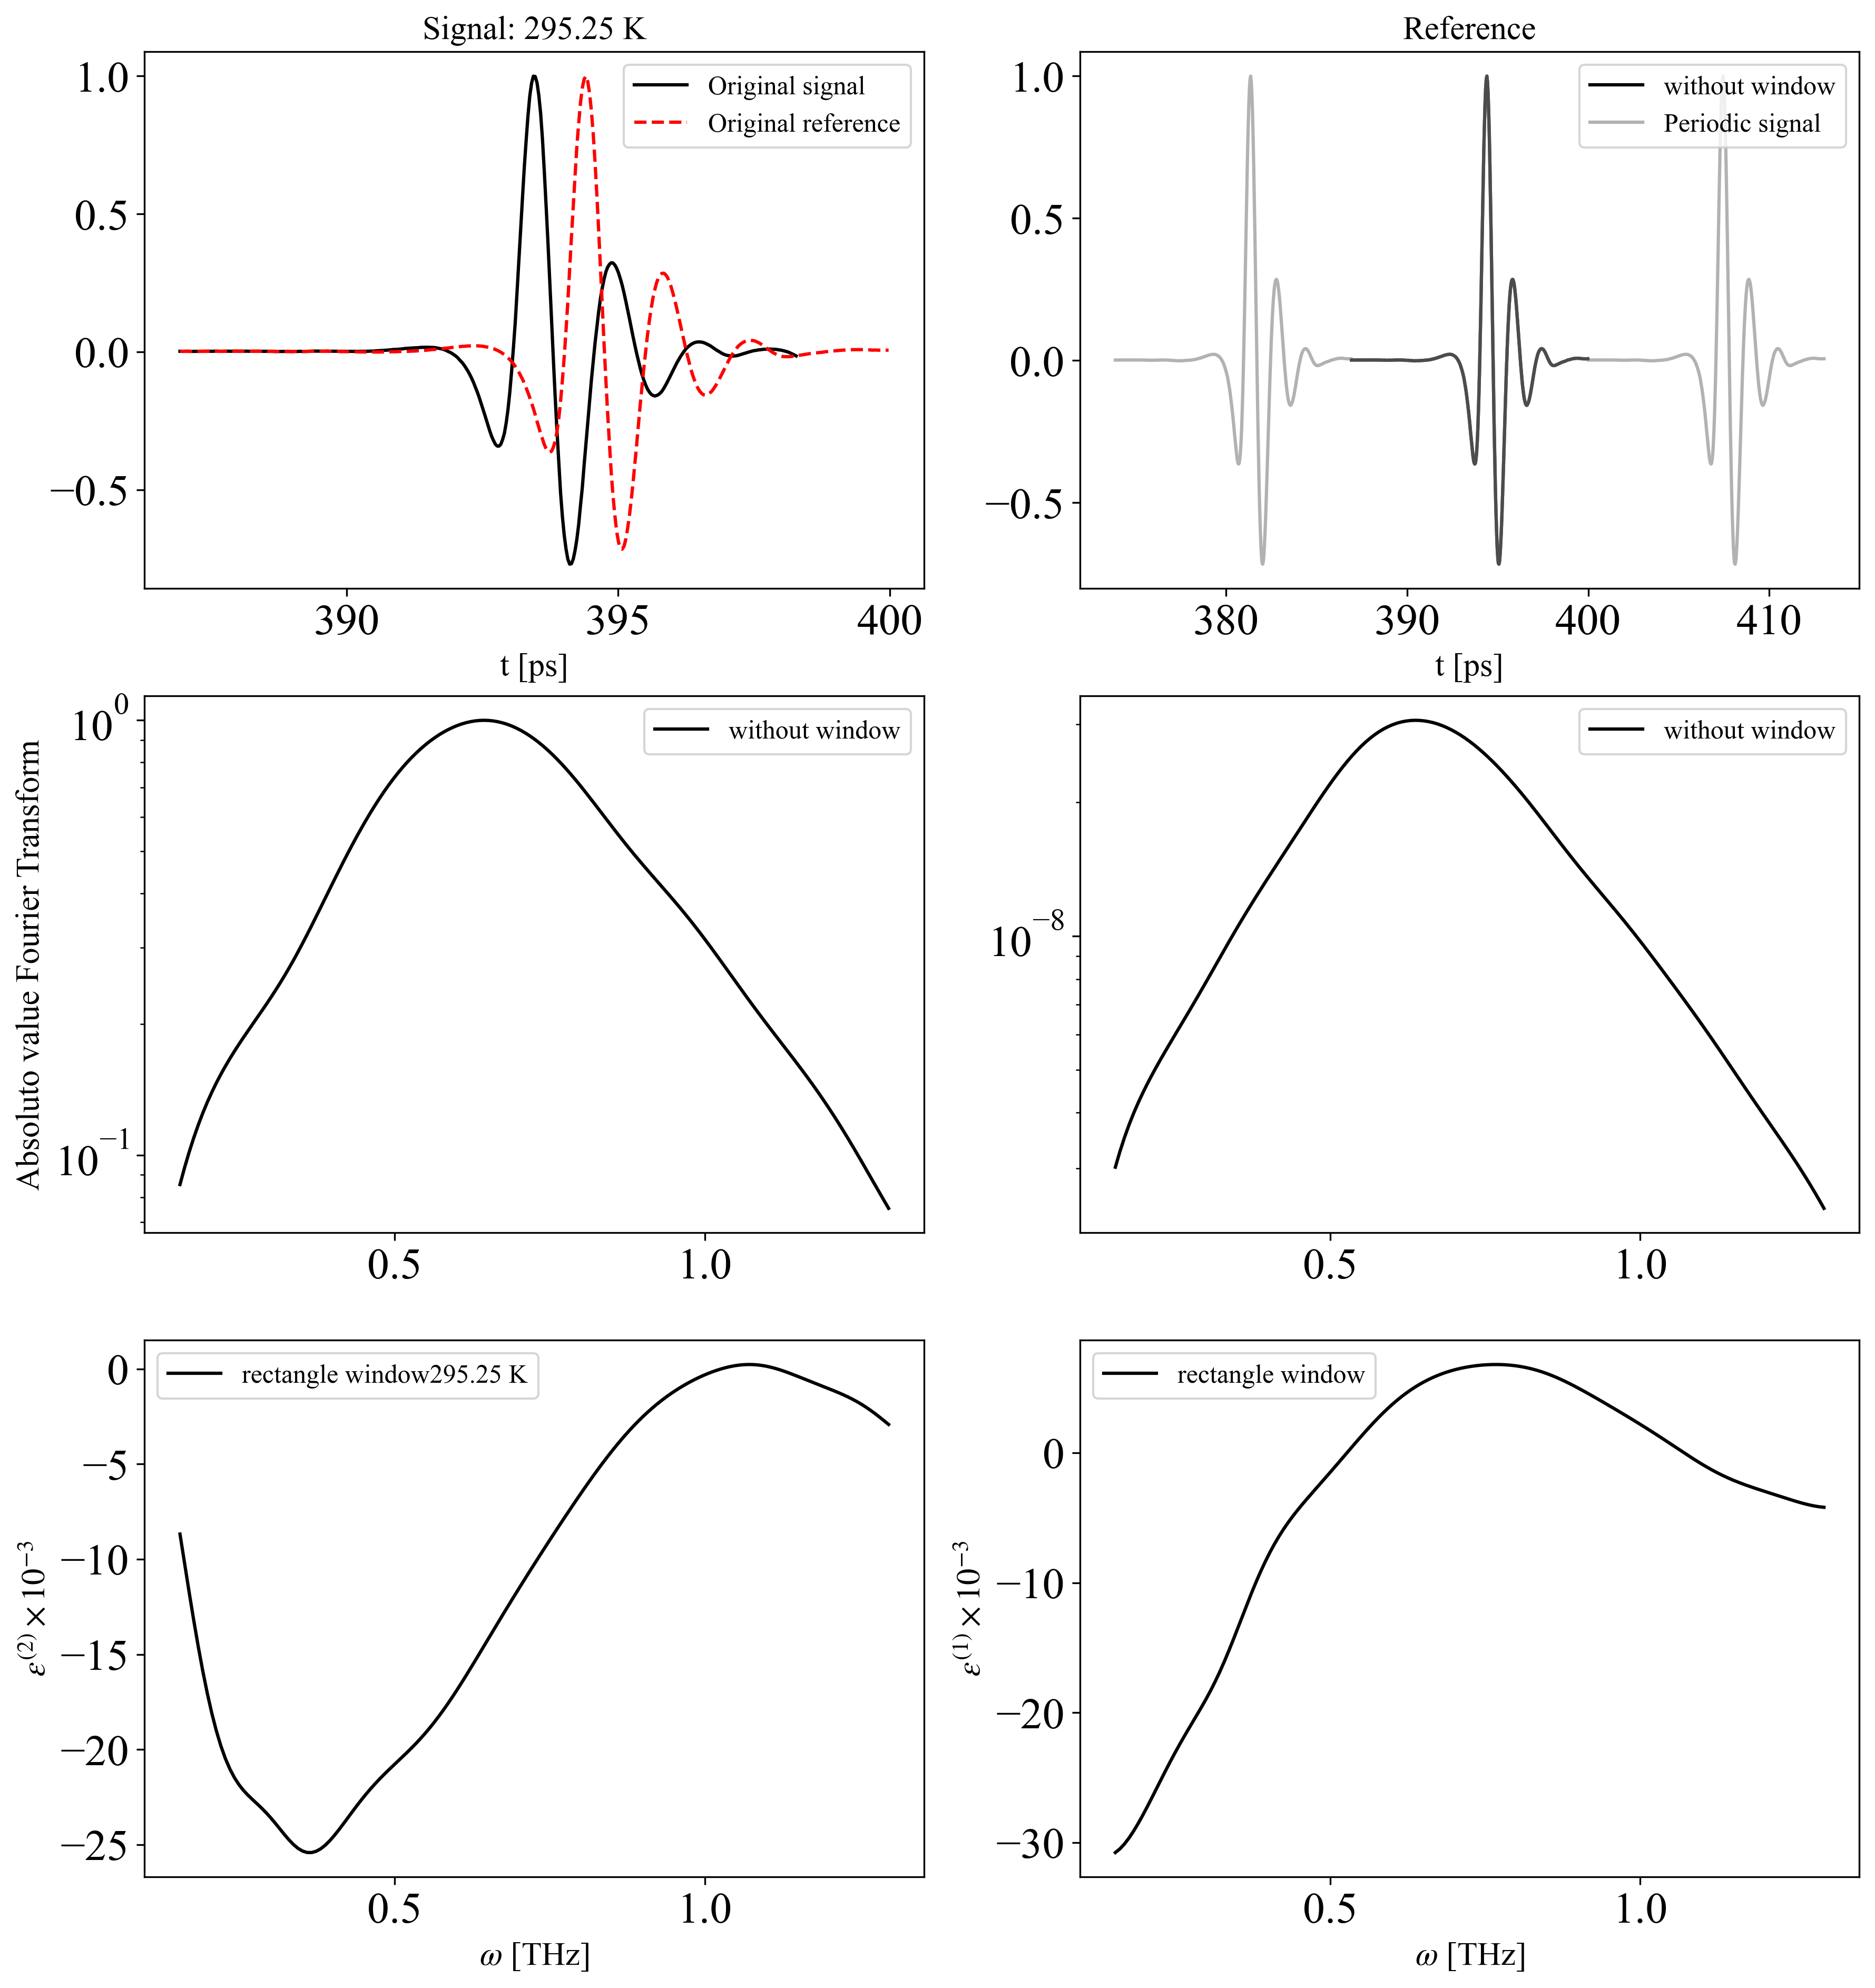 Signal: 295.25 K
1.0
0.5
0.0
−0.5
Original signal
Original reference
390 395 400
t [ps]
Reference
1.0
0.5
0.0
−0.5
without window
Periodic signal
380 390 400 410
t [ps]
Absoluto value Fourier Transform
10^0
10^−1
without window
0.5 1.0
10^−8
without window
0.5 1.0
ε^(2) × 10^−3
0
−5
−10
−15
−20
−25
rectangle window295.25 K
0.5 1.0
ω [THz]
ε^(1) × 10^−3
0
−10
−20
−30
rectangle window
0.5 1.0
ω [THz]